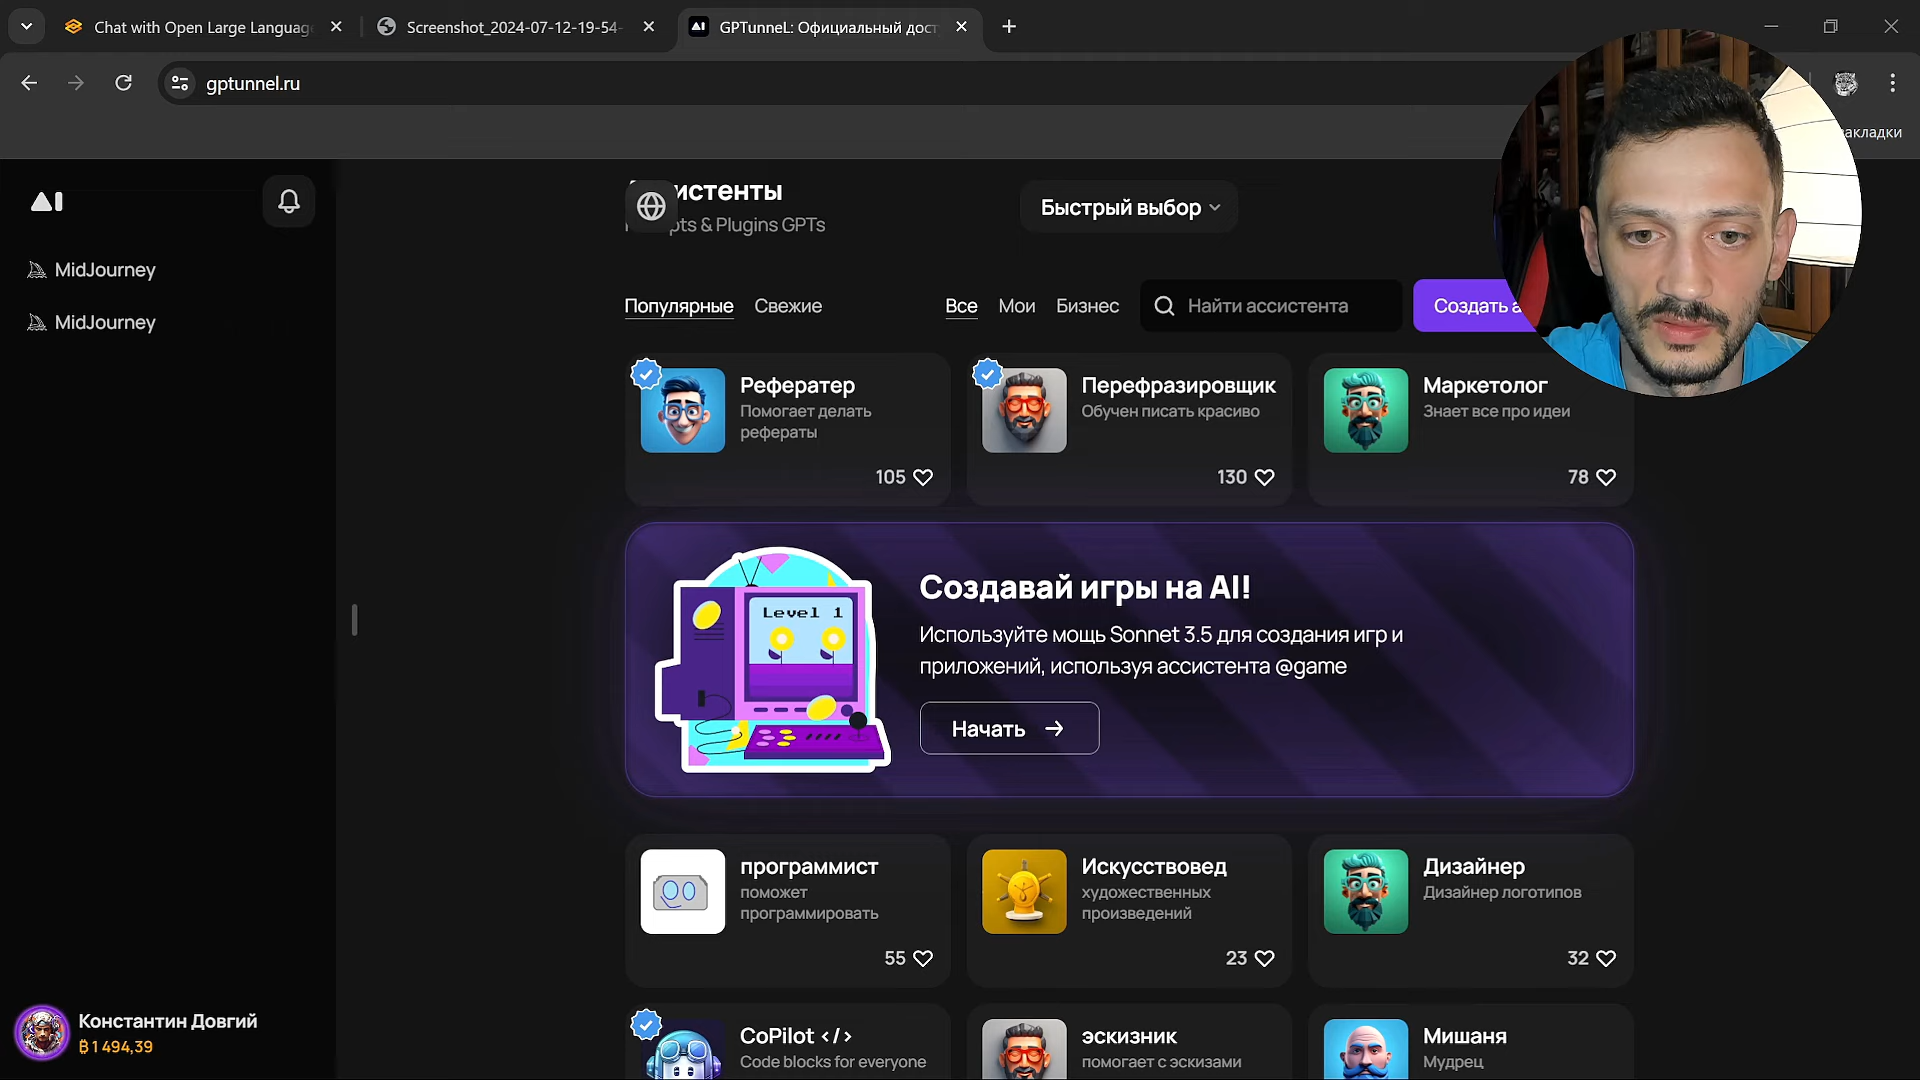 Chat with Open Large Languag
Screenshot_2024-07-12-19-54-
GPTunneL: Официальный дост
gptunnel.ru
акладки
AI
MidJourney
MidJourney
истенты
pts & Plugins GPTs
Быстрый выбор
Популярные
Свежие
Все
Мои
Бизнес
Найти ассистента
Создать а
Рефератер
Помогает делать
рефераты
105
Перефразировщик
Обучен писать красиво
130
Маркетолог
Знает все про идеи
78
Level 1
Создавай игры на AI!
Используйте мощь Sonnet 3.5 для создания игр и
приложений, используя ассистента @game
Начать
программист
поможет
программировать
55
Искусствовед
художественных
произведений
23
Дизайнер
Дизайнер логотипов
32
CoPilot </>
Code blocks for everyone
эскизник
помогает с эскизами
Мишаня
Мудрец
Константин Довгий
₿ 1 494,39